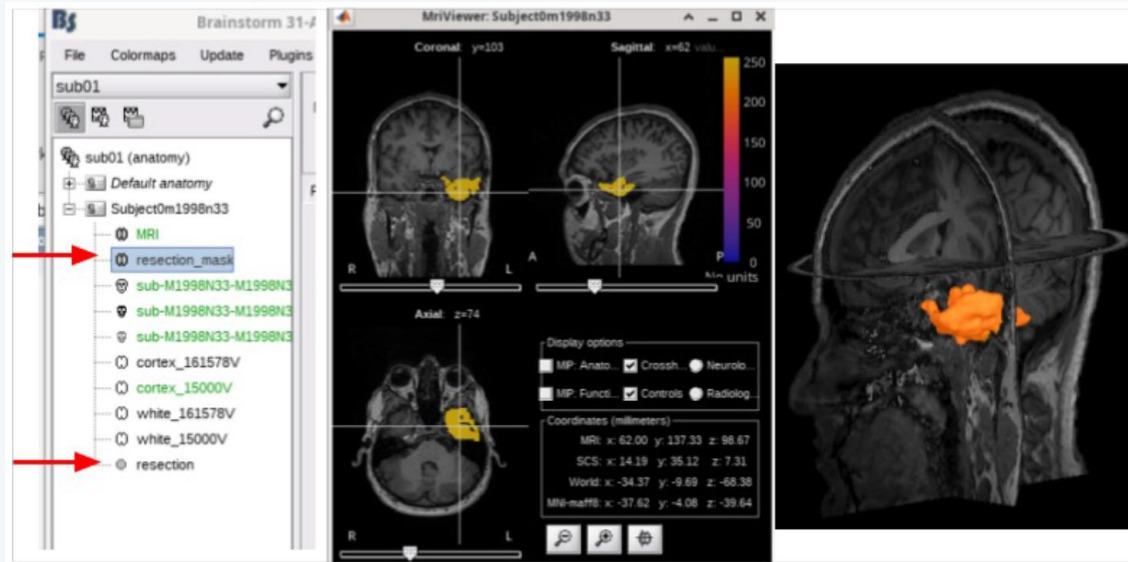 Brainstorm 31-
File Colormaps Update Plugins
sub01
sub01 (anatomy)
Default anatomy
Subject0m1998n33
MRI
resection_mask
sub-M1998N33-M1998N3
sub-M1998N33-M1998N3
sub-M1998N33-M1998N3
cortex_161578V
cortex_15000V
white_161578V
white_15000V
resection
MriViewer: Subject0m1998n33
Coronal: y=103
Sagittal: x=62 valu...
250
200
150
100
50
0
No units
R L
A P
Axial: z=74
R L
Display options
MIP: Anato... Crossh... Neurolo...
MIP: Functi... Controls Radiolog...
Coordinates (millimeters)
MRI: x: 62.00 y: 137.33 z: 98.67
SCS: x: 14.19 y: 35.12 z: 7.31
World: x: -34.37 y: -9.69 z: -68.38
MNI-maff8: x: -37.62 y: -4.08 z: -39.64